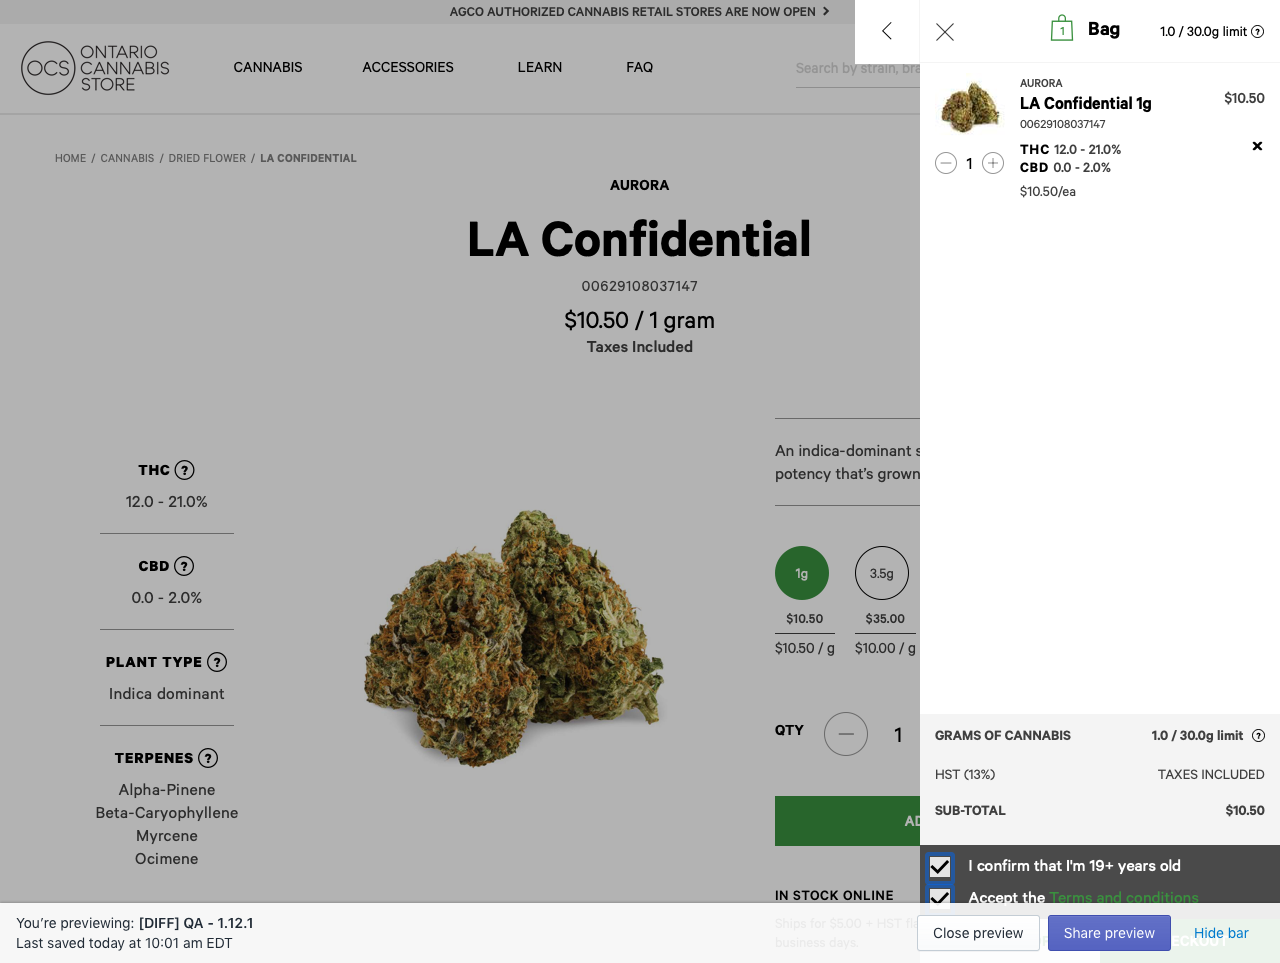 AGCO AUTHORIZED CANNABIS RETAIL STORES ARE NOW OPEN
OCS
ONTARIO
CANNABIS
STORE
CANNABIS
ACCESSORIES
LEARN
FAQ
Search by strain, bra
HOME / CANNABIS / DRIED FLOWER / LA CONFIDENTIAL
AURORA
LA Confidential
00629108037147
$10.50 / 1 gram
Taxes Included
THC ?
12.0 - 21.0%
CBD ?
0.0 - 2.0%
PLANT TYPE ?
Indica dominant
TERPENES ?
Alpha-Pinene
Beta-Caryophyllene
Myrcene
Ocimene
An indica-dominant s
potency that's grown
1g
3.5g
$10.50
$35.00
$10.50 / g
$10.00 / g
QTY
1
AD
IN STOCK ONLINE
Ships for $5.00 + HST fla
business days.
1
Bag
1.0 / 30.0g limit ?
AURORA
LA Confidential 1g
$10.50
00629108037147
THC 12.0 - 21.0%
CBD 0.0 - 2.0%
1
$10.50/ea
GRAMS OF CANNABIS
1.0 / 30.0g limit ?
HST (13%)
TAXES INCLUDED
SUB-TOTAL
$10.50
I confirm that I'm 19+ years old
Accept the Terms and conditions
You're previewing: [DIFF] QA - 1.12.1
Last saved today at 10:01 am EDT
Close preview
Share preview
Hide bar